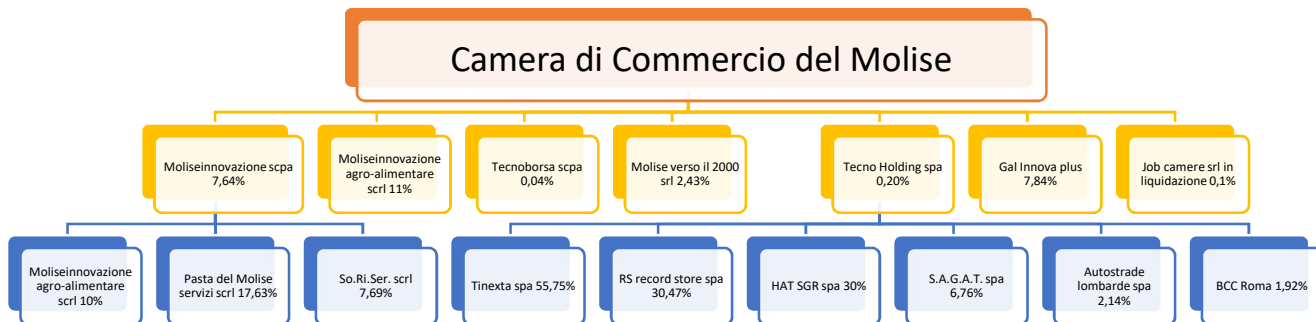 Camera di Commercio del Molise
Moliseinnovazione scpa
7,64%
Moliseinnovazione
agro-alimentare
scrl 11%
Tecnoborsa scpa
0,04%
Molise verso il 2000
srl 2,43%
Tecno Holding spa
0,20%
Gal Innova plus
7,84%
Job camere srl in
liquidazione 0,1%
Moliseinnovazione
agro-alimentare
scrl 10%
Pasta del Molise
servizi scrl 17,63%
So.Ri.Ser. scrl
7,69%
Tinexta spa 55,75%
RS record store spa
30,47%
HAT SGR spa 30%
S.A.G.A.T. spa
6,76%
Autostrade
lombarde spa
2,14%
BCC Roma 1,92%